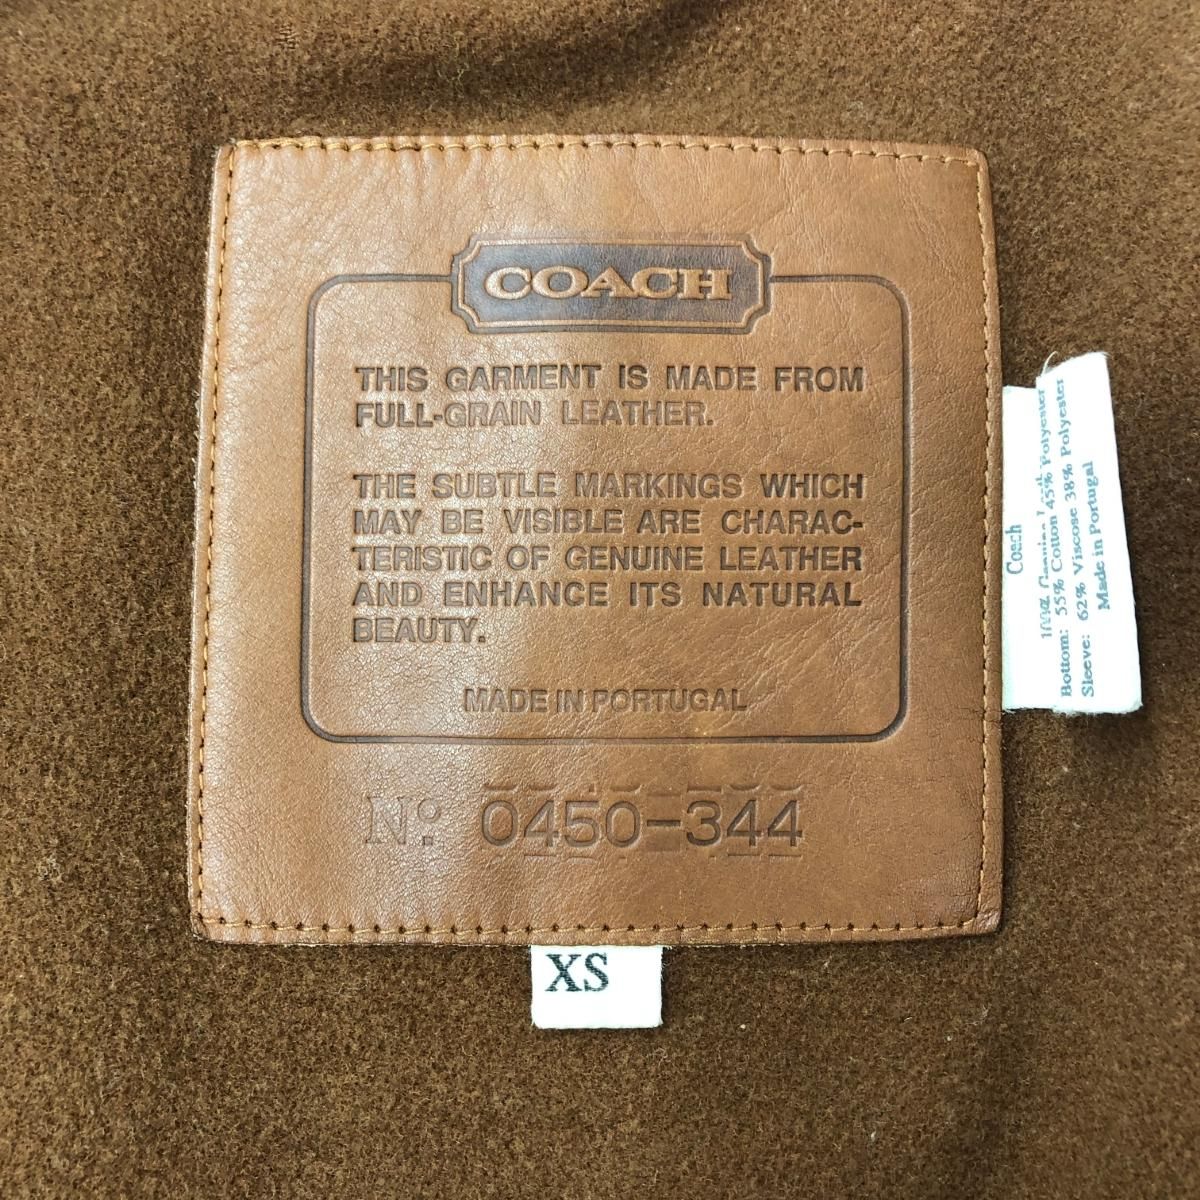 COACH
THIS GARMENT IS MADE FROM
FULL-GRAIN LEATHER.
THE SUBTLE MARKINGS WHICH
MAY BE VISIBLE ARE CHARAC-
TERISTIC OF GENUINE LEATHER
AND ENHANCE ITS NATURAL
BEAUTY.
MADE IN PORTUGAL
No: 0450-344
XS
Coach
100% Genuine
Bottom: 55% Cotton 45% Polyester
Sleeve: 62% Viscose 38% Polyester
Made in Portugal